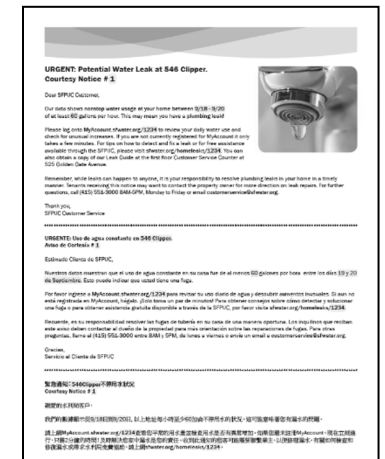 URGENT: Potential Water Leak at 546 Clipper.
Courtesy Notice # 1
Dear SFPUC Customer,
Our data shows nonstop water usage at your home between 9/18 - 9/20
of at least 60 gallons per hour. This may mean you have a plumbing leak!
Please log onto MyAccount.sfwater.org/1234 to review your daily water use and
check for unusual increases. If you are not currently registered for MyAccount it only
takes a few minutes. For tips on how to detect and fix a leak or for free assistance
available through the SFPUC, please visit sfwater.org/homeleaks/1234. You can
also obtain a copy of our Leak Guide at the first floor Customer Service Counter at
525 Golden Gate Avenue.
Remember, while leaks can happen to anyone, it is your responsibility to resolve plumbing leaks in your home in a timely
manner. Tenants receiving this notice may want to contact the property owner for more direction on leak repairs. For further
questions, call (415) 551-3000 8AM-5PM, Monday to Friday or email customerservice@sfwater.org.
Thank you,
SFPUC Customer Service
URGENTE: Uso de agua constante en 546 Clipper.
Aviso de Cortesía # 1
Estimado Cliente de SFPUC,
Nuestros datos muestran que el uso de agua constante en su casa fue de al menos 60 galones por hora entre los días 19 y 20
de Septiembre. Esto puede indicar que usted tiene una fuga.
Por favor ingrese a MyAccount.sfwater.org/1234 para revisar su uso diario de agua y descubrir aumentos inusuales. Si aun no
está registrado en MyAccount, hágalo. ¡Solo toma un par de minutos! Para obtener consejos sobre cómo detectar y solucionar
una fuga o para obtener asistencia gratuita disponible a través de la SFPUC, por favor visite sfwater.org/homeleaks/1234.
Recuerde, es su responsabilidad resolver las fugas de tubería en su casa de una manera oportuna. Los inquilinos que reciban
este aviso deben contactar al dueño de la propiedad para más orientación sobre las reparaciones de fugas. Para otras
preguntas, llame al (415) 551-3000 entre 8AM y 5PM, de lunes a viernes o envíe un email a customerservice@sfwater.org.
Gracias,
Servicio al Cliente de SFPUC
緊急通知：546Clipper不停用水狀況
Courtesy Notice # 1
親愛的水利局客戶，